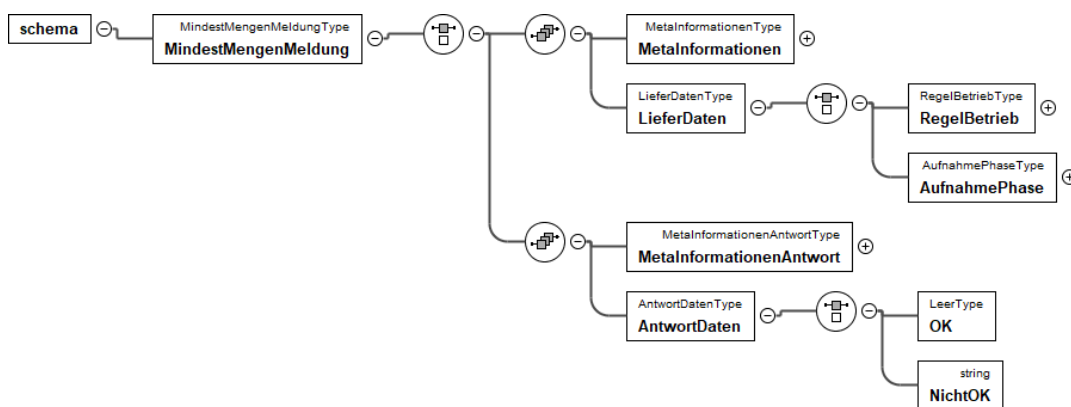 schema
MindestMengenMeldungType
MindestMengenMeldung
MetaInformationenType
MetaInformationen
LieferDatenType
LieferDaten
RegelBetriebType
RegelBetrieb
AufnahmePhaseType
AufnahmePhase
MetaInformationenAntwortType
MetaInformationenAntwort
AntwortDatenType
AntwortDaten
LeerType
OK
string
NichtOK